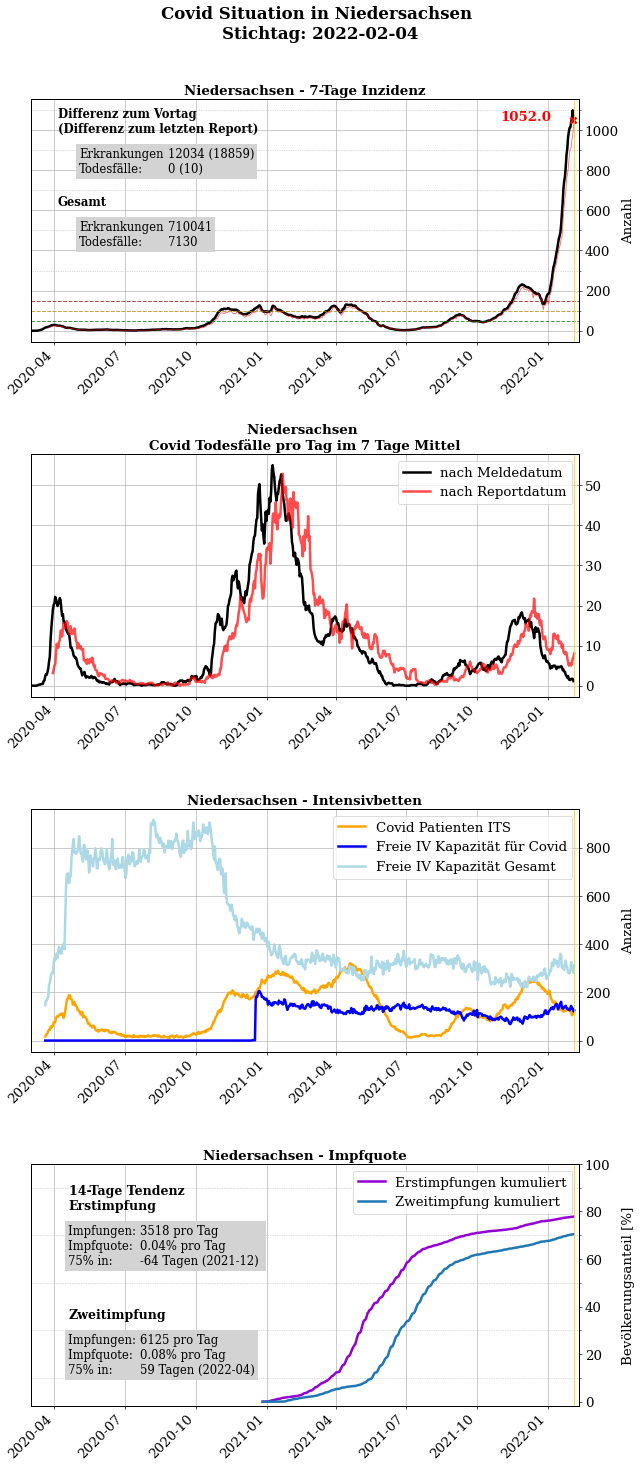 Covid Situation in Niedersachsen
Stichtag: 2022-02-04
Niedersachsen - 7-Tage Inzidenz
Differenz zum Vortag
(Differenz zum letzten Report)
Erkrankungen 12034 (18859)
Todesfälle: 0 (10)
Gesamt
Erkrankungen 710041
Todesfälle: 7130
1052.0
1000
800
600
400
200
0
Anzahl
2020-04
2020-07
2020-10
2021-01
2021-04
2021-07
2021-10
2022-01
Niedersachsen
Covid Todesfälle pro Tag im 7 Tage Mittel
nach Meldedatum
nach Reportdatum
50
40
30
20
10
0
2020-04
2020-07
2020-10
2021-01
2021-04
2021-07
2021-10
2022-01
Niedersachsen - Intensivbetten
Covid Patienten ITS
Freie IV Kapazität für Covid
Freie IV Kapazität Gesamt
800
600
400
200
0
Anzahl
2020-04
2020-07
2020-10
2021-01
2021-04
2021-07
2021-10
2022-01
Niedersachsen - Impfquote
14-Tage Tendenz
Erstimpfung
Impfungen: 3518 pro Tag
Impfquote: 0.04% pro Tag
75% in: -64 Tagen (2021-12)
Zweitimpfung
Impfungen: 6125 pro Tag
Impfquote: 0.08% pro Tag
75% in: 59 Tagen (2022-04)
Erstimpfungen kumuliert
Zweitimpfung kumuliert
100
80
60
40
20
0
Bevölkerungsanteil [%]
2020-04
2020-07
2020-10
2021-01
2021-04
2021-07
2021-10
2022-01